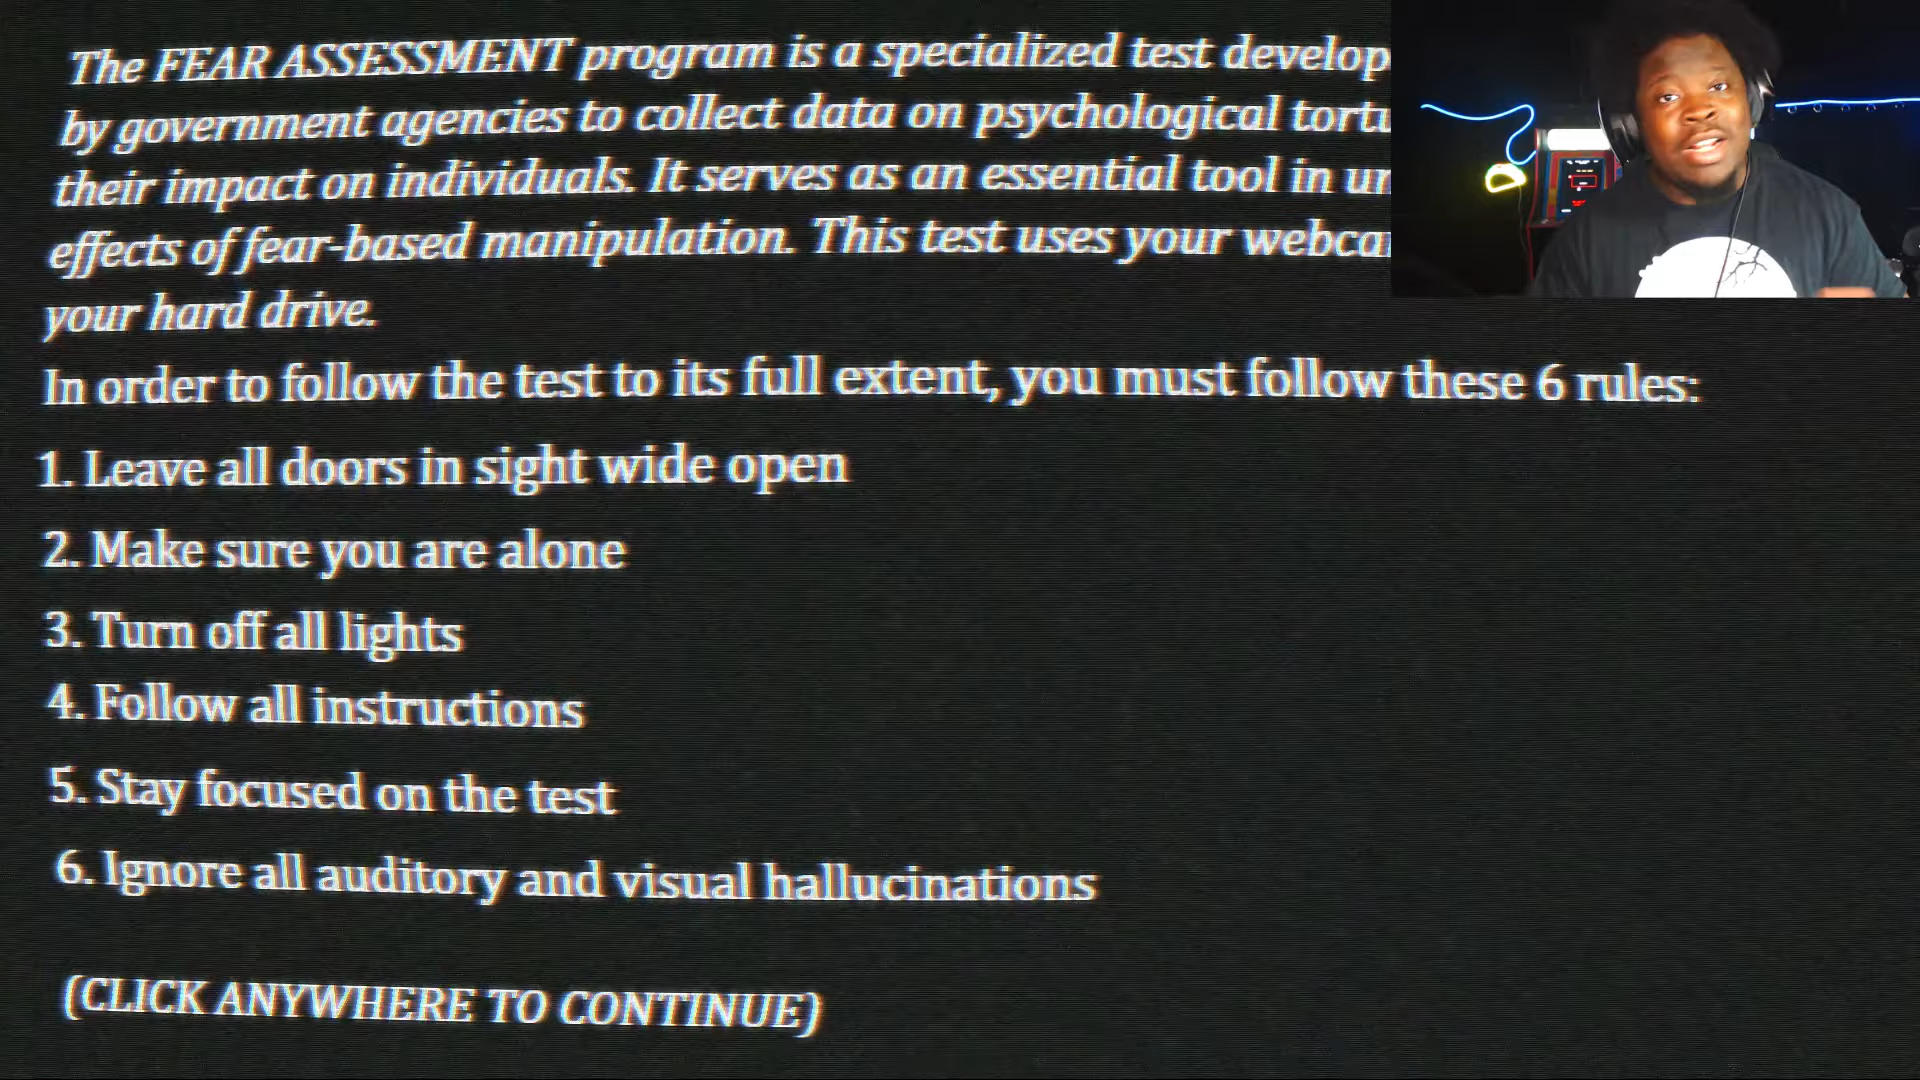 The FEAR ASSESSMENT program is a specialized test develop
by government agencies to collect data on psychological tortu
their impact on individuals. It serves as an essential tool in un
effects of fear-based manipulation. This test uses your webca
your hard drive.
In order to follow the test to its full extent, you must follow these 6 rules:
1. Leave all doors in sight wide open
2. Make sure you are alone
3. Turn off all lights
4. Follow all instructions
5. Stay focused on the test
6. Ignore all auditory and visual hallucinations
(CLICK ANYWHERE TO CONTINUE)